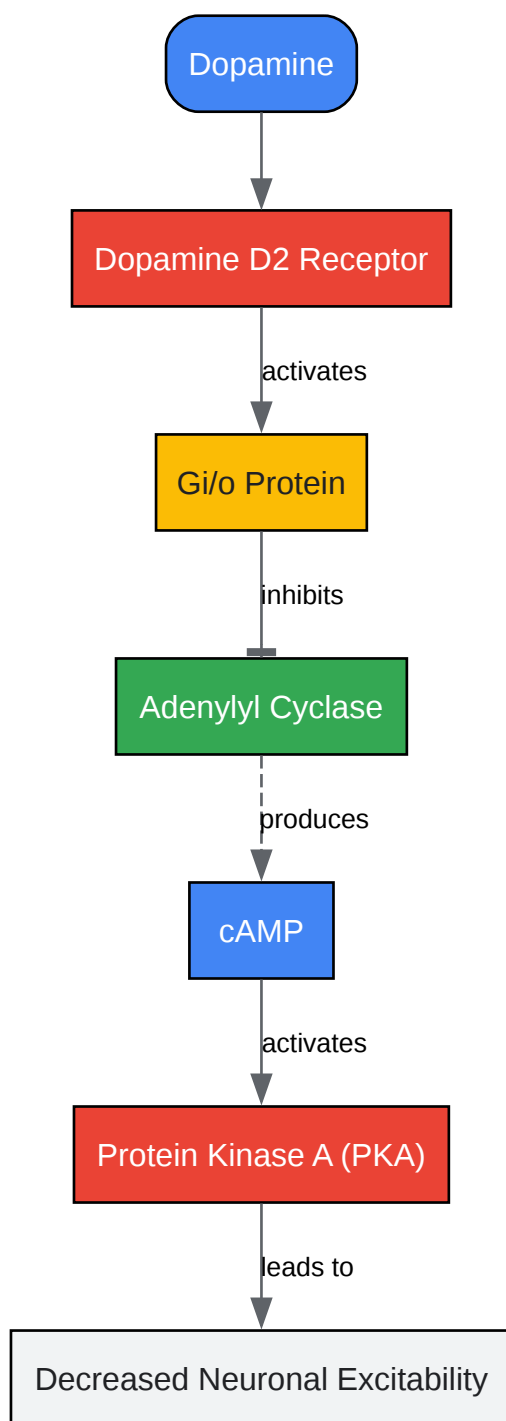 Dopamine
Dopamine D2 Receptor
activates
Gi/o Protein
inhibits
Adenylyl Cyclase
produces
cAMP
activates
Protein Kinase A (PKA)
leads to
Decreased Neuronal Excitability